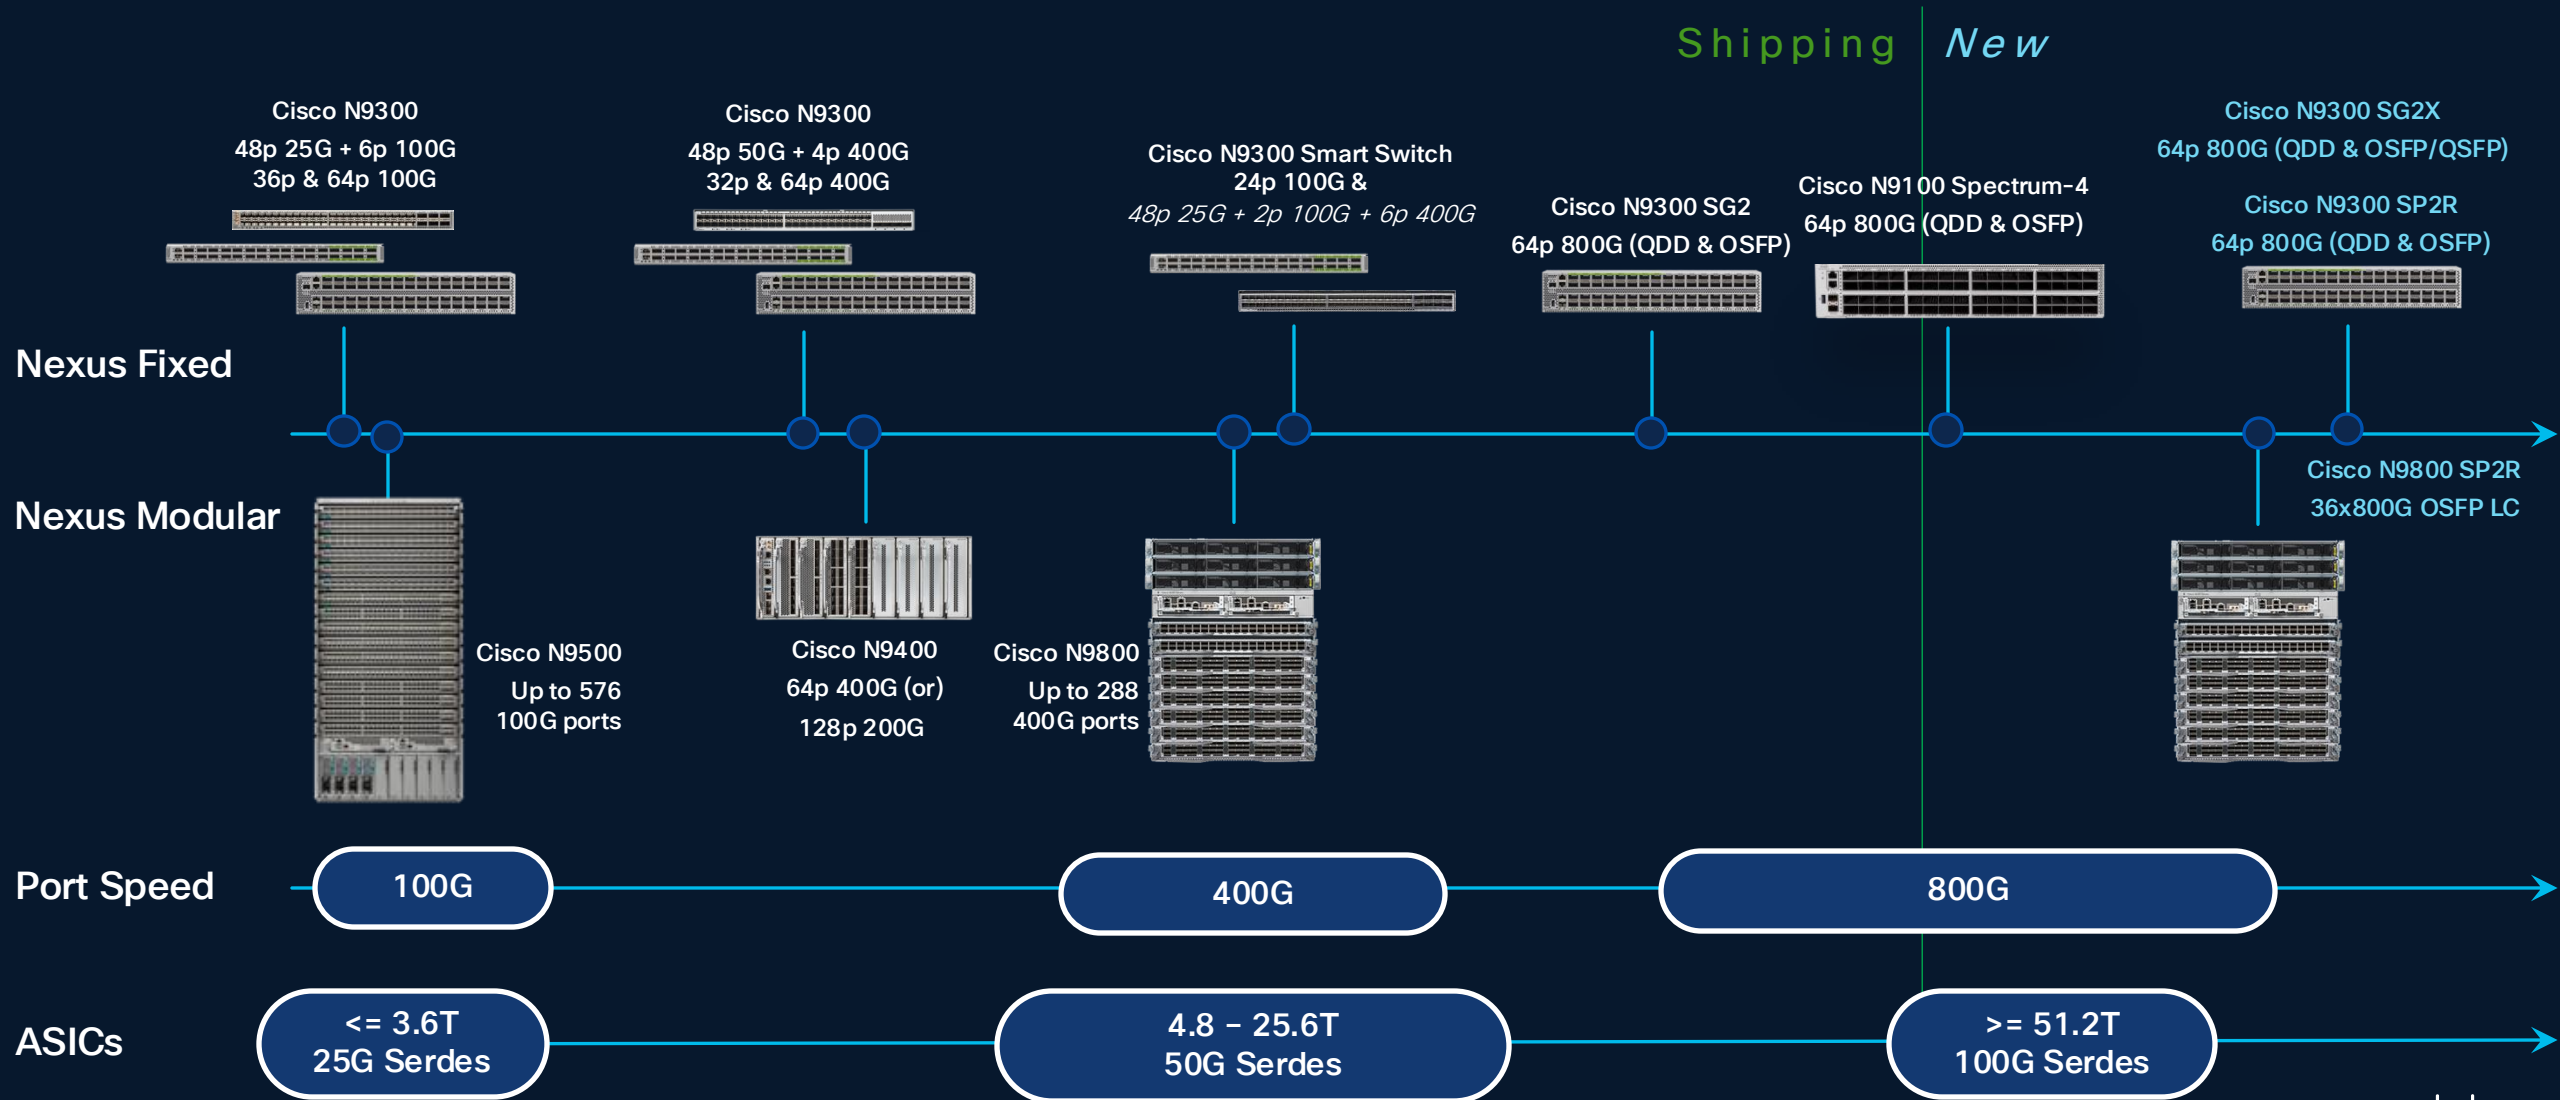 Shipping
New
Cisco N9300
48p 25G + 6p 100G
36p & 64p 100G
Cisco N9300
48p 50G + 4p 400G
32p & 64p 400G
Cisco N9300 Smart Switch
24p 100G &
48p 25G + 2p 100G + 6p 400G
Cisco N9300 SG2
64p 800G (QDD & OSFP)
Cisco N9100 Spectrum-4
64p 800G (QDD & OSFP)
Cisco N9300 SG2X
64p 800G (QDD & OSFP/QSFP)
Cisco N9300 SP2R
64p 800G (QDD & OSFP)
Nexus Fixed
Nexus Modular
Cisco N9500
Up to 576
100G ports
Cisco N9400
64p 400G (or)
128p 200G
Cisco N9800
Up to 288
400G ports
Cisco N9800 SP2R
36x800G OSFP LC
Port Speed
100G
400G
800G
ASICs
<= 3.6T
25G Serdes
4.8 – 25.6T
50G Serdes
>= 51.2T
100G Serdes